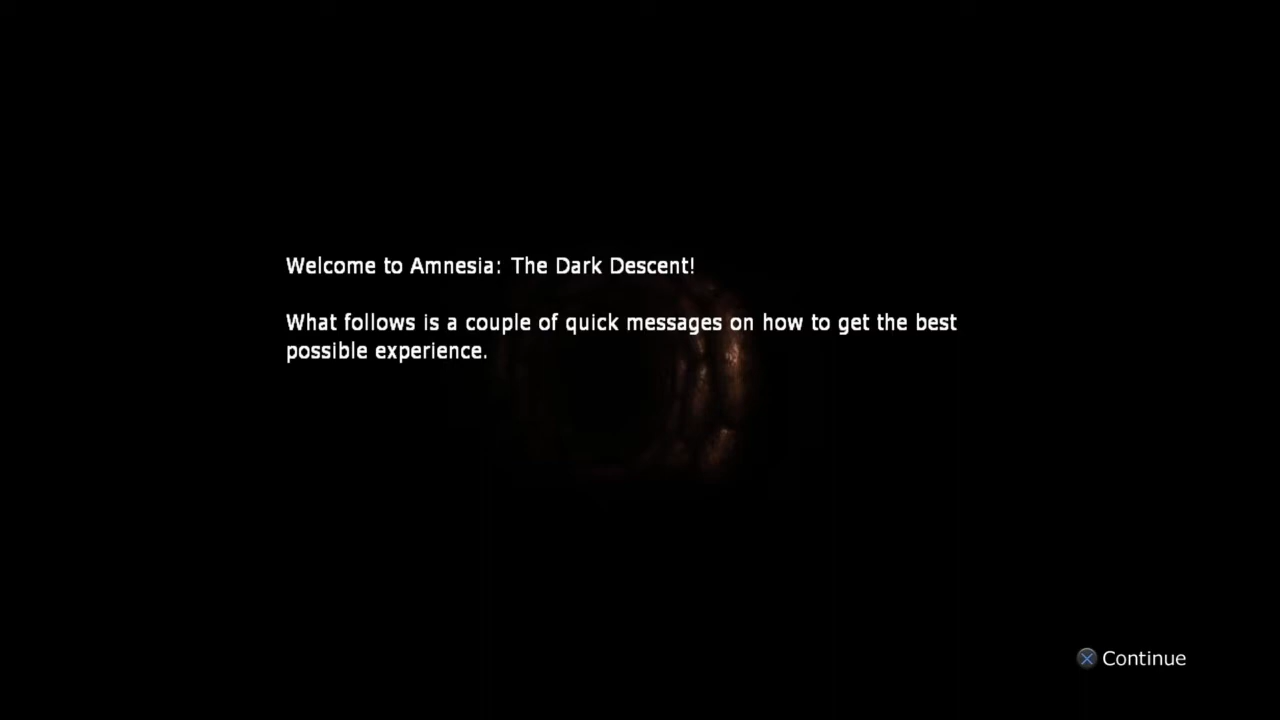 Welcome to Amnesia: The Dark Descent!
What follows is a couple of quick messages on how to get the best
possible experience.
Continue